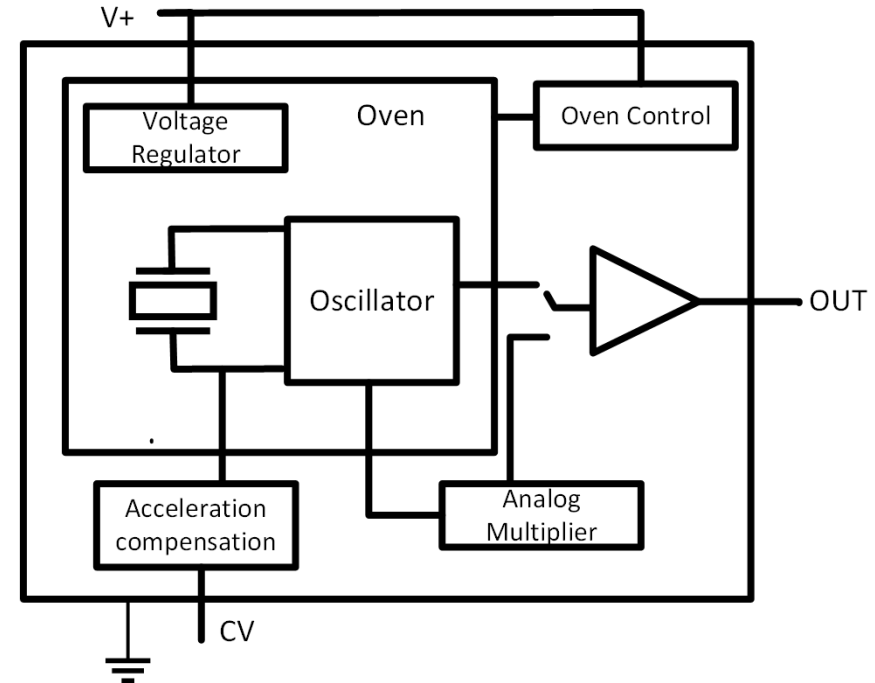 V+
Voltage
Regulator
Oven
Oven Control
Oscillator
OUT
Acceleration
compensation
Analog
Multiplier
CV